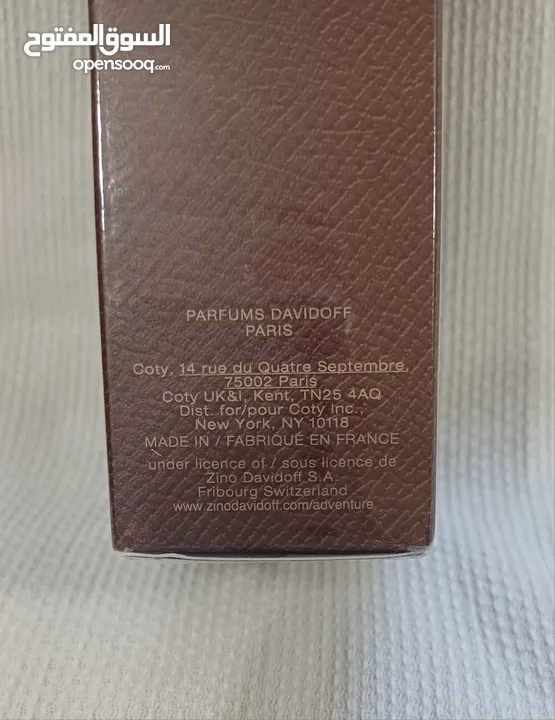 السوق المفتوح
opensooq.com
PARFUMS DAVIDOFF
PARIS
Coty, 14 rue du Quatre Septembre,
75002 Paris
Coty UK&I, Kent, TN25 4AQ
Dist. for/pour Coty Inc.,
New York, NY 10118
MADE IN / FABRIQUÉ EN FRANCE
under licence of / sous licence de
Zino Davidoff S.A.
Fribourg Switzerland
www.zinodavidoff.com/adventure